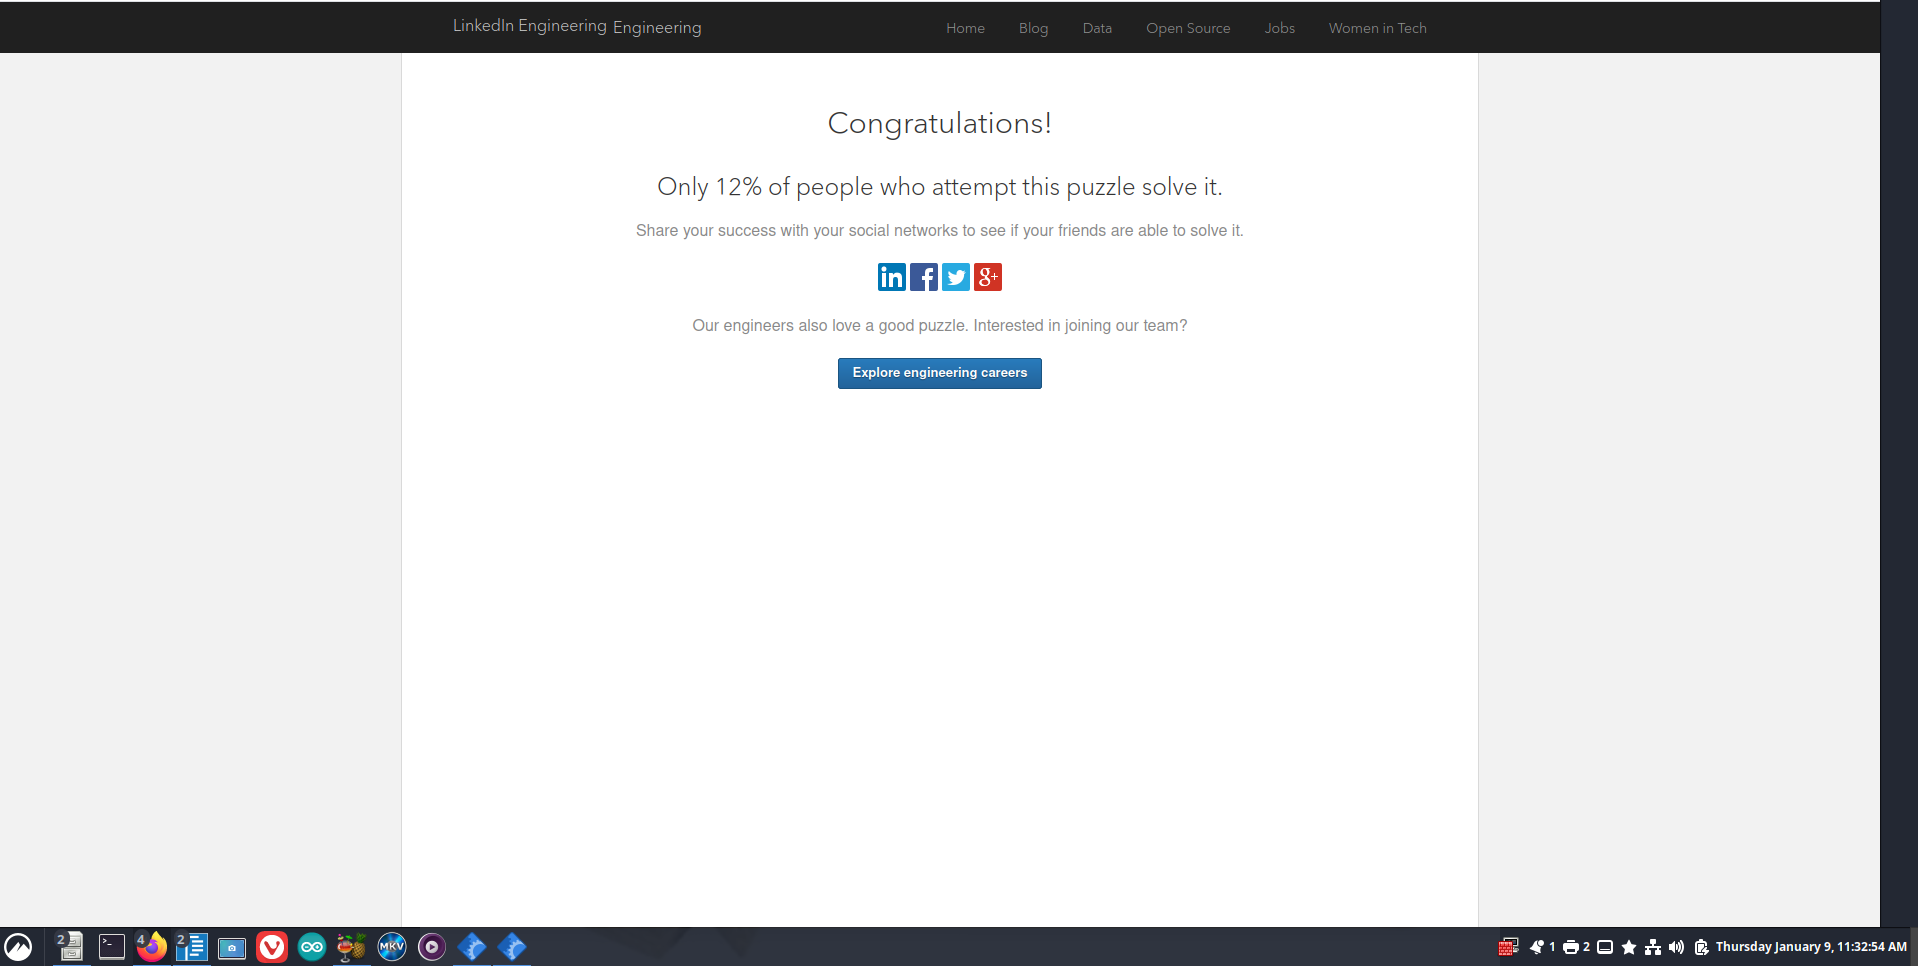 LinkedIn Engineering Engineering
Home Blog Data Open Source Jobs Women in Tech
Congratulations!
Only 12% of people who attempt this puzzle solve it.
Share your success with your social networks to see if your friends are able to solve it.
in f g+
Our engineers also love a good puzzle. Interested in joining our team?
Explore engineering careers
2 >_ 4 2 MKV 1 2 Thursday January 9, 11:32:54 AM